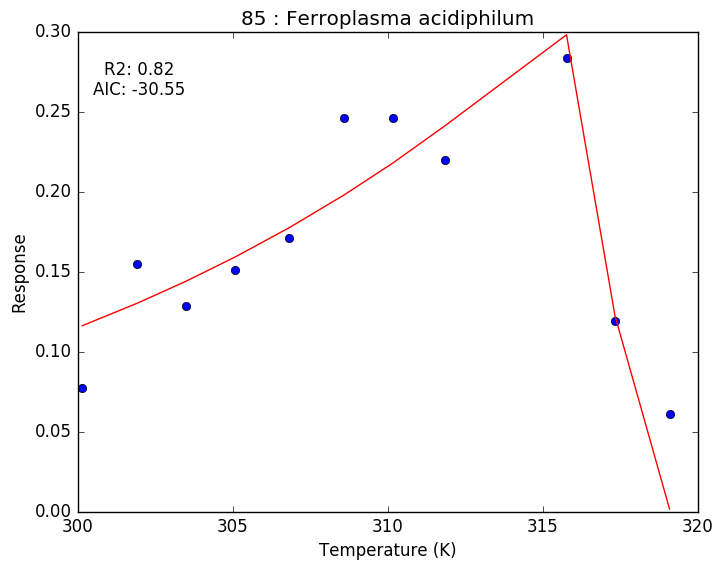 85 : Ferroplasma acidiphilum
R2: 0.82
AIC: -30.55
0.30
0.25
0.20
0.15
0.10
0.05
0.00
Response
300
305
310
315
320
Temperature (K)